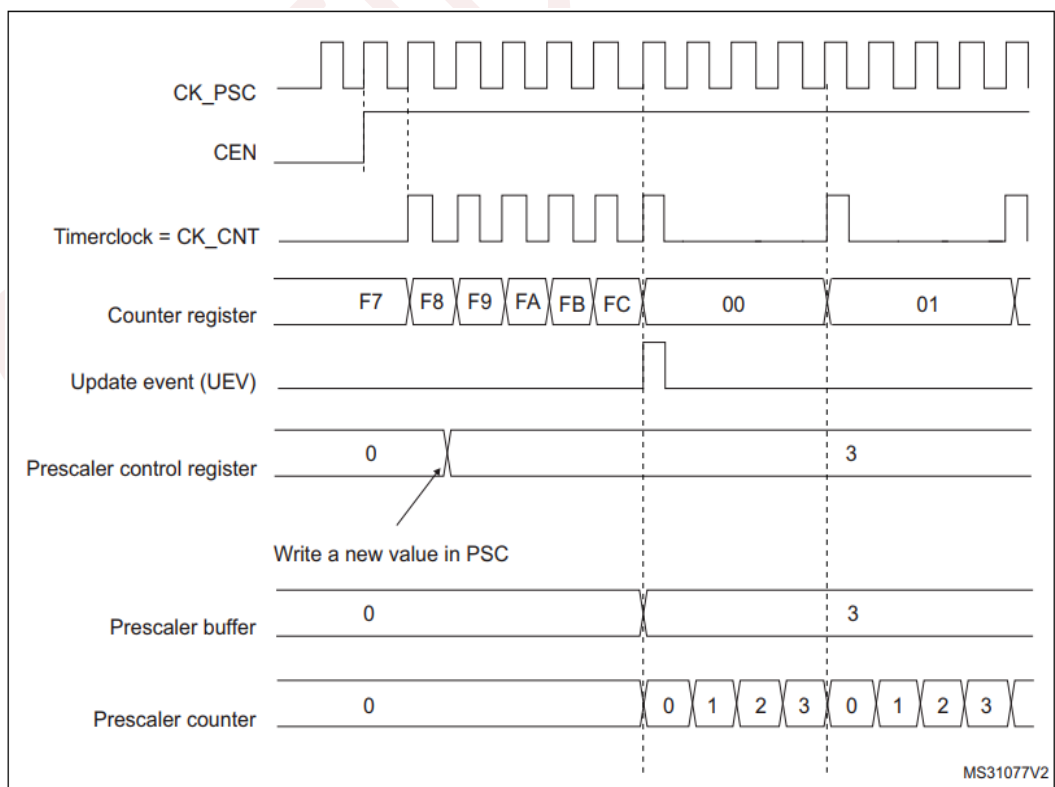 CK_PSC
CEN
Timerclock = CK_CNT
Counter register F7 F8 F9 FA FB FC 00 01
Update event (UEV)
Prescaler control register 0 3
Write a new value in PSC
Prescaler buffer 0 3
Prescaler counter 0 0 1 2 3 0 1 2 3
MS31077V2